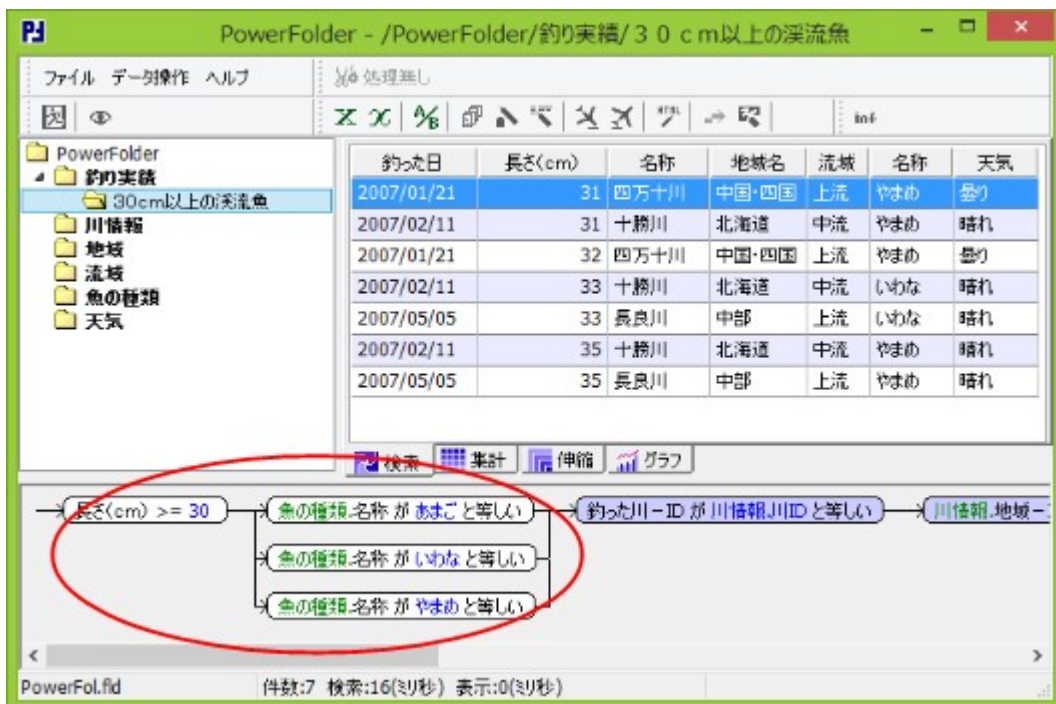 PowerFolder - /PowerFolder/釣り実績/３０ｃｍ以上の渓流魚
ファイル データ操作 ヘルプ 処理無し
inf
PowerFolder
釣り実績
30cm以上の渓流魚
川情報
地域
流域
魚の種類
天気
釣った日 長さ(cm) 名称 地域名 流域 名称 天気
2007/01/21 31 四万十川 中国・四国 上流 やまめ 曇り
2007/02/11 31 十勝川 北海道 中流 やまめ 晴れ
2007/01/21 32 四万十川 中国・四国 上流 やまめ 曇り
2007/02/11 33 十勝川 北海道 中流 いわな 晴れ
2007/05/05 33 長良川 中部 上流 いわな 晴れ
2007/02/11 35 十勝川 北海道 中流 やまめ 晴れ
2007/05/05 35 長良川 中部 上流 やまめ 晴れ
検索 集計 伸縮 グラフ
長さ(cm) >= 30 魚の種類.名称 が あまご と等しい 釣った川－ID が 川情報.川ID と等しい 川情報.地域－
魚の種類.名称 が いわな と等しい
魚の種類.名称 が やまめ と等しい
PowerFol.fld 件数:7 検索:16(ミリ秒) 表示:0(ミリ秒)